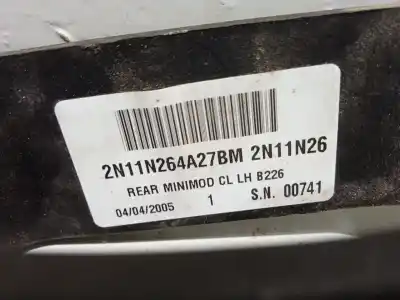 2N11N264A27BM 2N11N26
REAR MINIMOD CL LH B226
04/04/2005 1 S.N. 00741